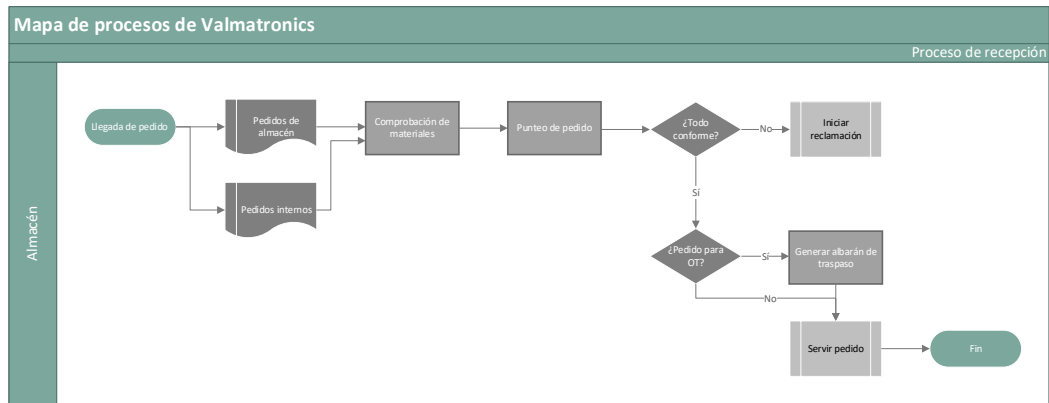 Mapa de procesos de Valmatronics
Proceso de recepción
Almacén
Llegada de pedido
Pedidos de
almacén
Pedidos internos
Comprobación de
materiales
Punteo de pedido
¿Todo
conforme?
No
Iniciar
reclamación
Sí
¿Pedido para
OT?
Sí
Generar albarán de
traspaso
No
Servir pedido
Fin